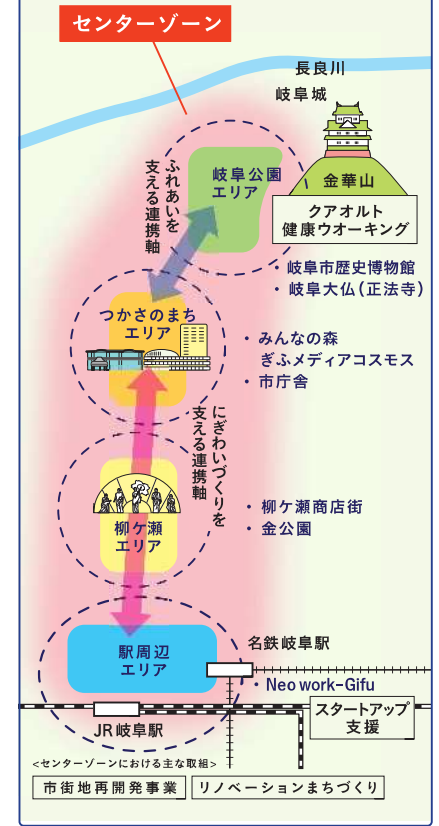 センターゾーン
長良川
岐阜城
金華山
クアオルト
健康ウオーキング
岐阜公園
エリア
ふれあいを
支える連携軸
・岐阜市歴史博物館
・岐阜大仏（正法寺）
つかさのまち
エリア
・みんなの森
ぎふメディアコスモス
・市庁舎
にぎわいづくりを
支える連携軸
柳ケ瀬
エリア
・柳ケ瀬商店街
・金公園
駅周辺
エリア
名鉄岐阜駅
・Neo work-Gifu
スタートアップ
支援
JR岐阜駅
<センターゾーンにおける主な取組>
市街地再開発事業
リノベーションまちづくり